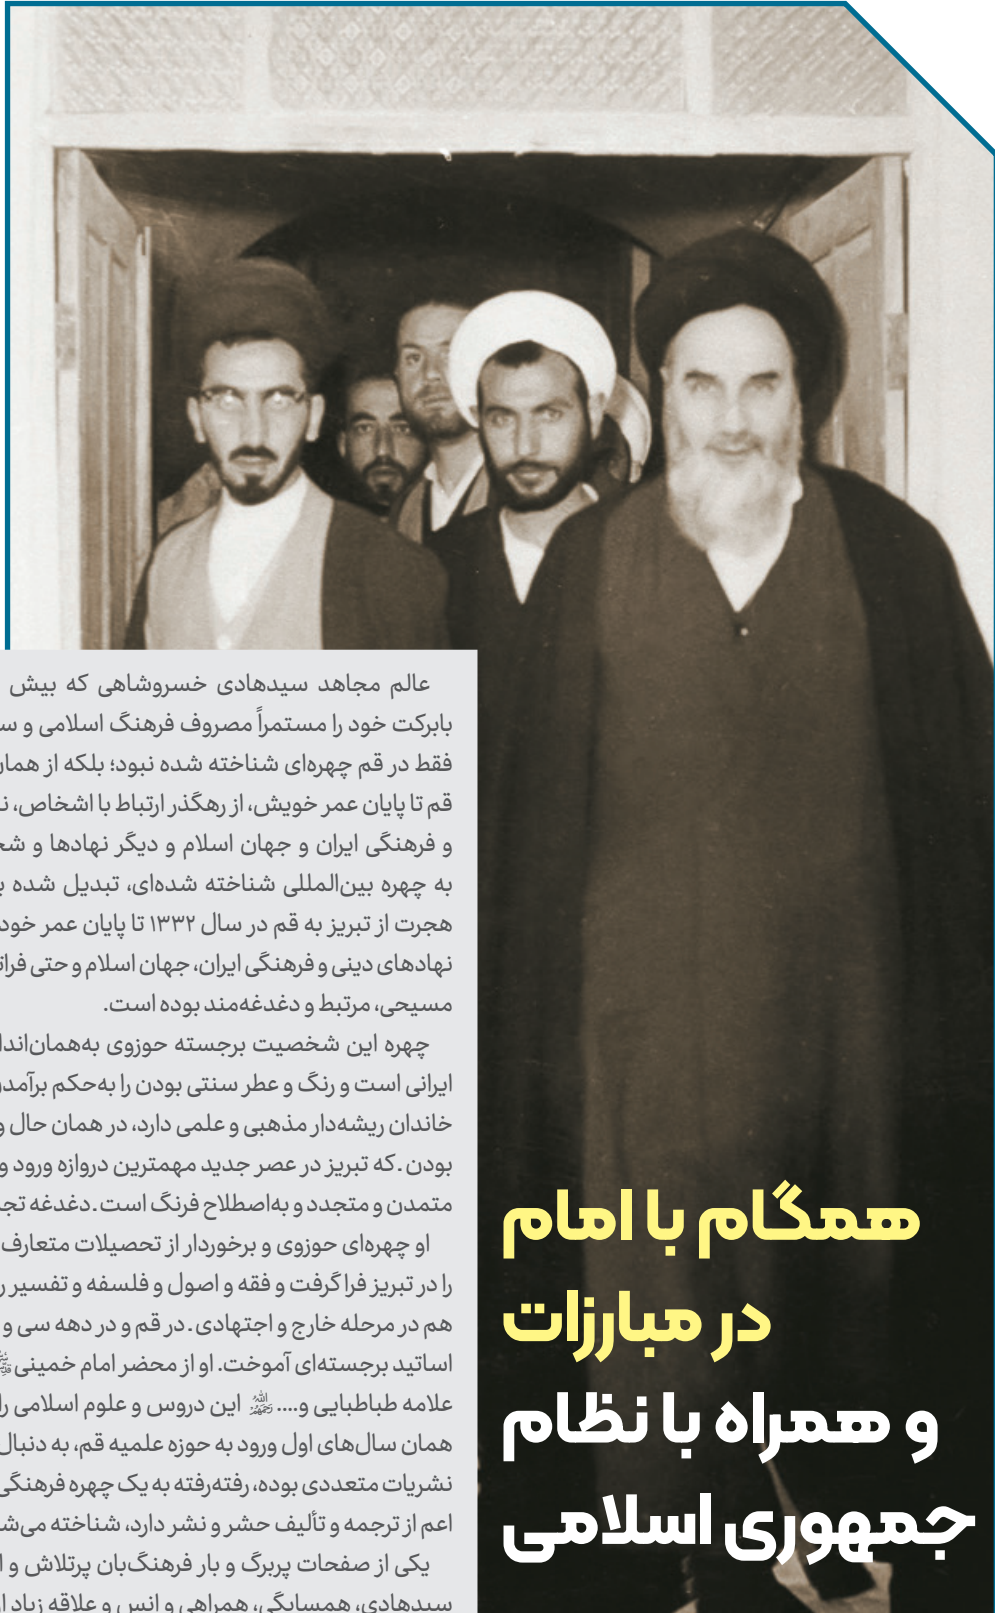 همگام با امام
در مبارزات
و همراه با نظام
جمهوری اسلامی
عالم مجاهد سیدهادی خسروشاهی که بیش
بابرکت خود را مستمراً مصروف فرهنگ اسلامی و
فقط در قم چهره‌ای شناخته شده نبود؛ بلکه از
قم تا پایان عمر خویش، از رهگذر ارتباط با اشخاص،
و فرهنگی ایران و جهان اسلام و دیگر نهادها و
به چهره بین‌المللی شناخته شده‌ای، تبدیل شده
هجرت از تبریز به قم در سال ۱۳۳۲ تا پایان عمر خود
نهادهای دینی و فرهنگی ایران، جهان اسلام و حتی
مسیحی، مرتبط و دغدغه‌مند بوده است.
چهره این شخصیت برجسته حوزوی
ایرانی است و رنگ و عطر سنتی بودن را به‌حکم
خاندان ریشه‌دار مذهبی و علمی دارد، در همان حال و
بودن ـ که تبریز در عصر جدید مهمترین دروازه ورود و
متمدن و متجدد و به‌اصطلاح فرنگ است ـ دغدغه
او چهره‌ای حوزوی و برخوردار از تحصیلات متعارف
را در تبریز فرا گرفت و فقه و اصول و فلسفه و تفسیر
هم در مرحله خارج و اجتهادی ـ در قم و در دهه سی و
اساتید برجسته‌ای آموخت. او از محضر امام خمینی
علامه طباطبایی و.... این دروس و علوم اسلامی را
همان سال‌های اول ورود به حوزه علمیه قم، به دنبال
نشریات متعددی بوده، رفته‌رفته به یک چهره فرهنگی
اعم از ترجمه و تألیف حشر و نشر دارد، شناخته
یکی از صفحات پربرگ و بار فرهنگ‌بان پرتلاش و
سیدهادی، همسایگی، همراهی و انس و علاقه زیاد